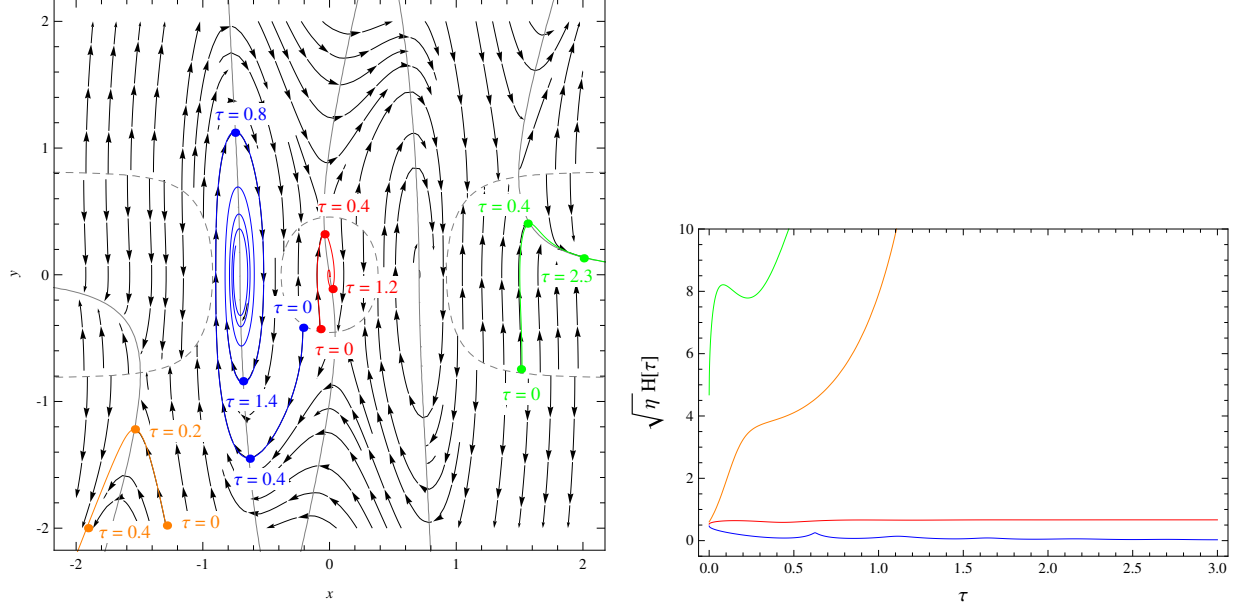 2
1
0
-1
-2
y
-2
-1
0
1
2
x
τ = 0.8
τ = 0.4
τ = 0.4
τ = 1.2
τ = 2.3
τ = 0
τ = 0
τ = 0
τ = 1.4
τ = 0.2
τ = 0.4
τ = 0
τ = 0.4
10
8
6
4
2
0
√η H[τ]
0.0
0.5
1.0
1.5
2.0
2.5
3.0
τ